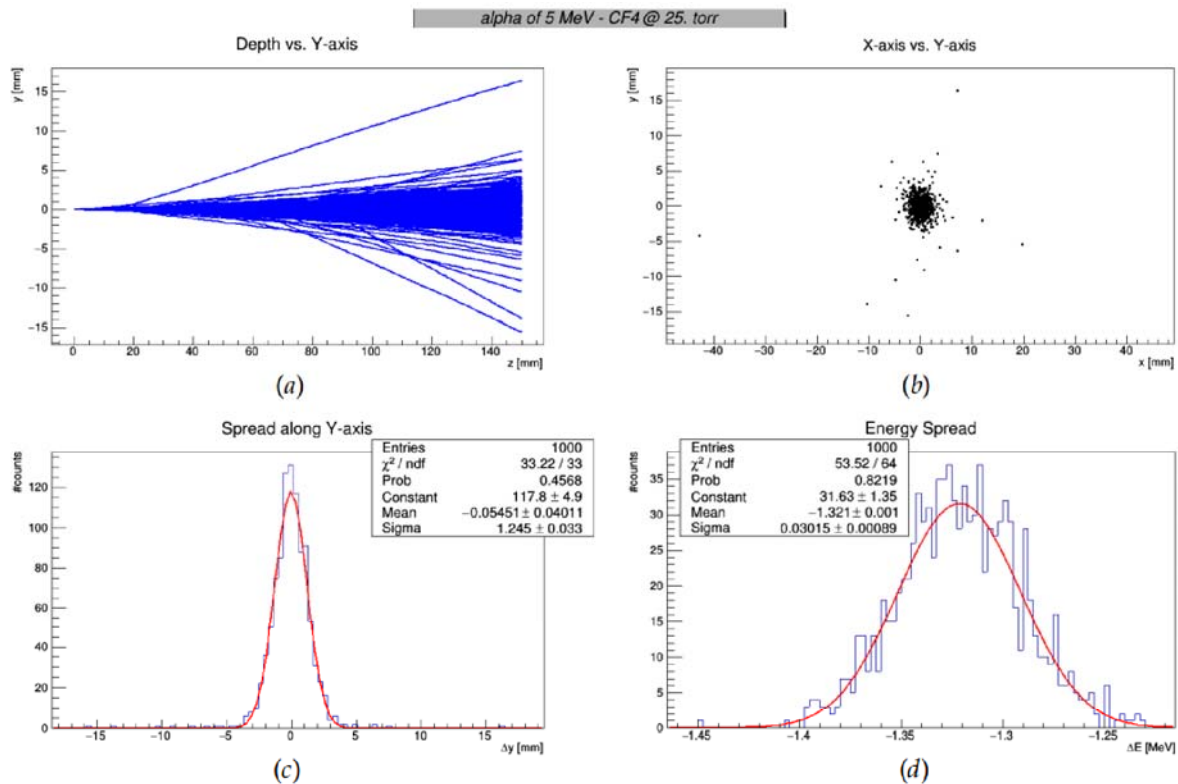 alpha of 5 MeV - CF4 @ 25. torr
Depth vs. Y-axis
y [mm]
15
10
5
0
−5
−10
−15
0 20 40 60 80 100 120 140
z [mm]
(a)
X-axis vs. Y-axis
y [mm]
15
10
5
0
−5
−10
−15
−40 −30 −20 −10 0 10 20 30 40
x [mm]
(b)
Spread along Y-axis
#counts
120
100
80
60
40
20
0
−15 −10 −5 0 5 10 15
Δy [mm]
Entries 1000
χ² / ndf 33.22 / 33
Prob 0.4568
Constant 117.8 ± 4.9
Mean −0.05451 ± 0.04011
Sigma 1.245 ± 0.033
(c)
Energy Spread
#counts
35
30
25
20
15
10
5
0
−1.45 −1.4 −1.35 −1.3 −1.25
ΔE [MeV]
Entries 1000
χ² / ndf 53.52 / 64
Prob 0.8219
Constant 31.63 ± 1.35
Mean −1.321 ± 0.001
Sigma 0.03015 ± 0.00089
(d)